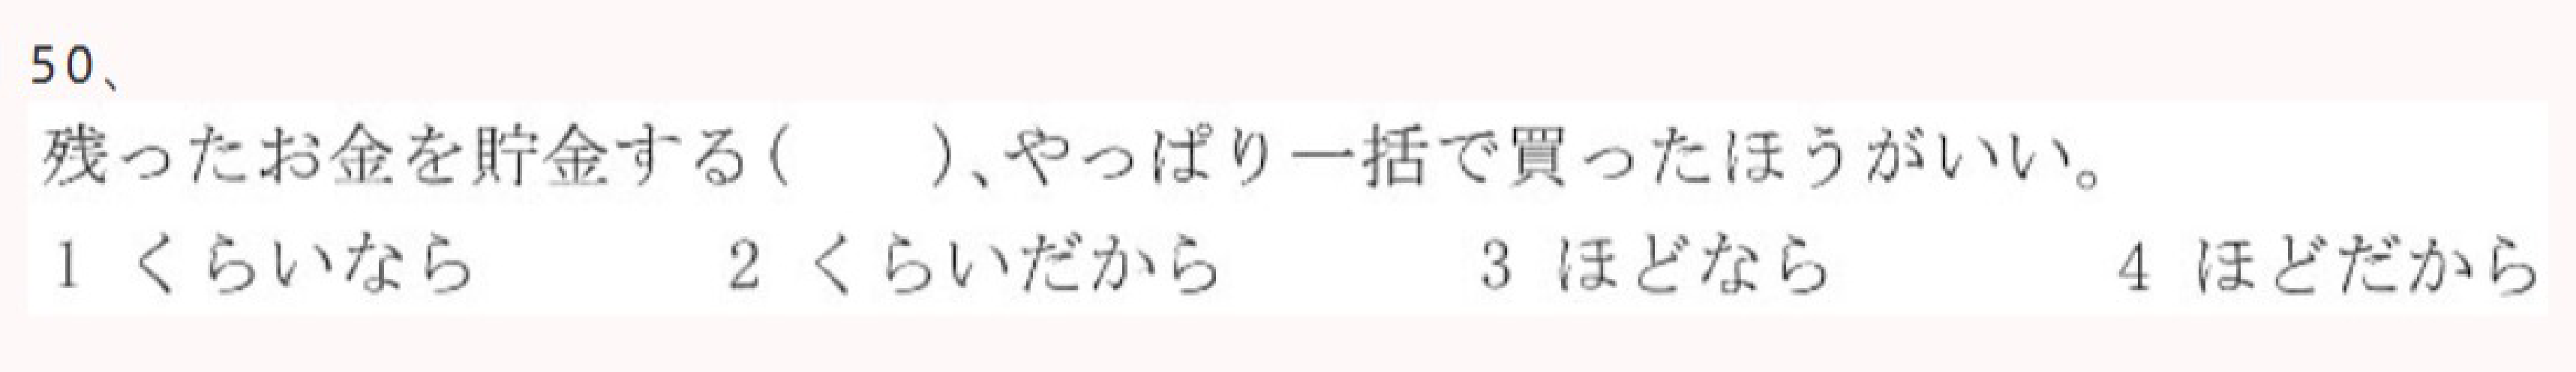 50、
残ったお金を貯金する(　　)、やっぱり一括で買ったほうがいい。
1 くらいなら　2 くらいだから　3 ほどなら　4 ほどだから